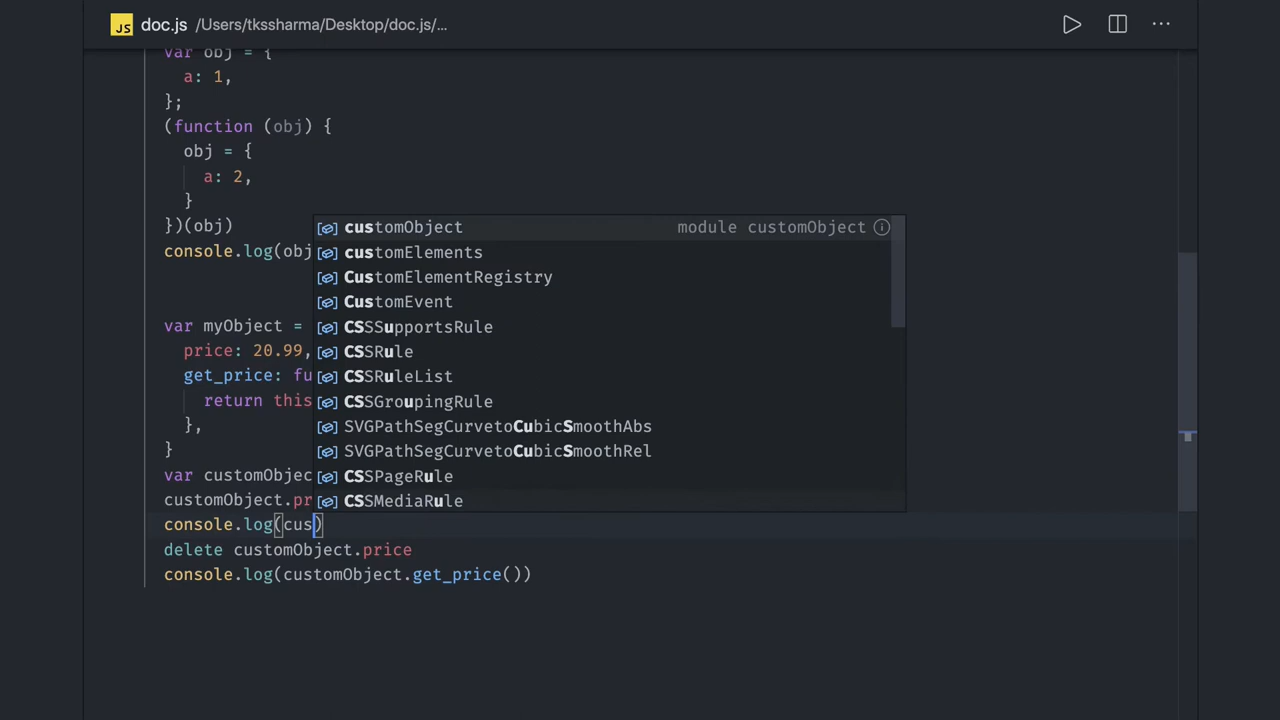 JS doc.js /Users/tkssharma/Desktop/doc.js/...
var obj = {
a: 1,
};
(function (obj) {
obj = {
a: 2,
}
})(obj)
console.log(obj
var myObject =
price: 20.99,
get_price: fu
return this
},
}
var customObjec
customObject.pr
console.log(cus)
delete customObject.price
console.log(customObject.get_price())
customObject module customObject
customElements
CustomElementRegistry
CustomEvent
CSSSupportsRule
CSSRule
CSSRuleList
CSSGroupingRule
SVGPathSegCurvetoCubicSmoothAbs
SVGPathSegCurvetoCubicSmoothRel
CSSPageRule
CSSMediaRule